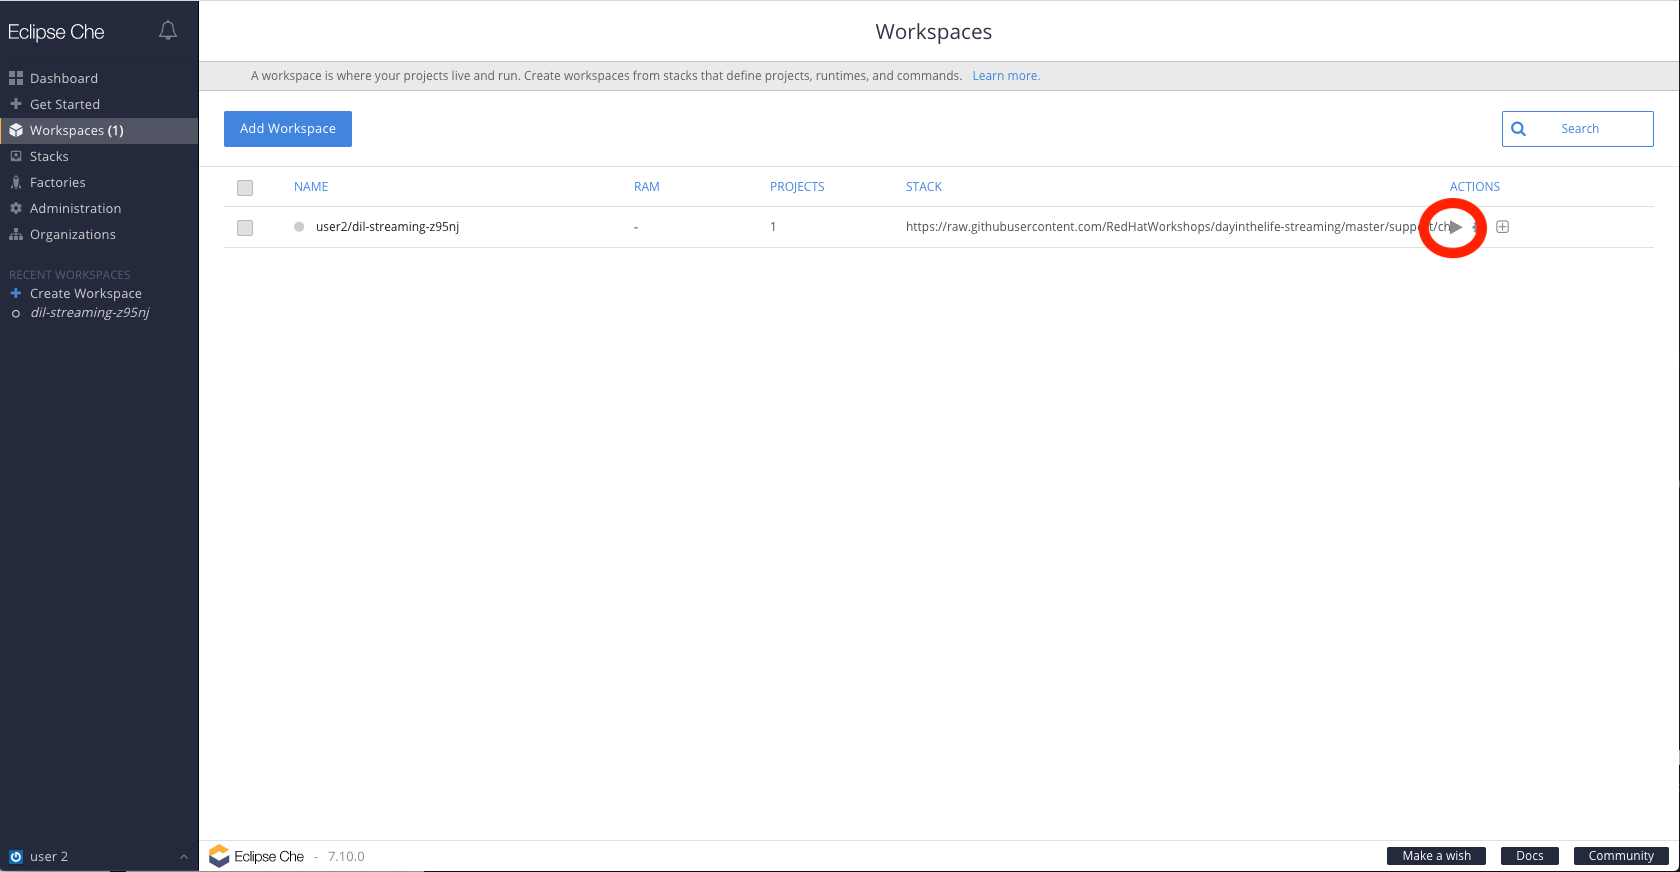 Eclipse Che
Dashboard
Get Started
Workspaces (1)
Stacks
Factories
Administration
Organizations
RECENT WORKSPACES
Create Workspace
dil-streaming-z95nj
user 2
Workspaces
A workspace is where your projects live and run. Create workspaces from stacks that define projects, runtimes, and commands. Learn more.
Add Workspace
Search
NAME RAM PROJECTS STACK ACTIONS
user2/dil-streaming-z95nj - 1 https://raw.githubusercontent.com/RedHatWorkshops/dayinthelife-streaming/master/support/ch
Eclipse Che - 7.10.0
Make a wish Docs Community